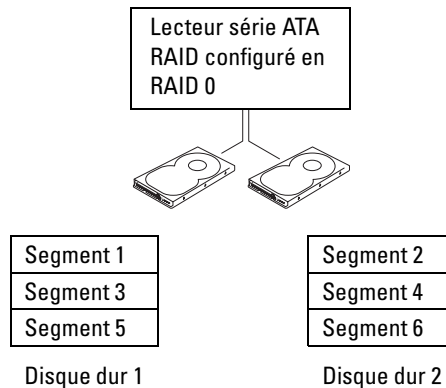 Lecteur série ATA
RAID configuré en
RAID 0
Segment 1
Segment 3
Segment 5
Disque dur 1
Segment 2
Segment 4
Segment 6
Disque dur 2